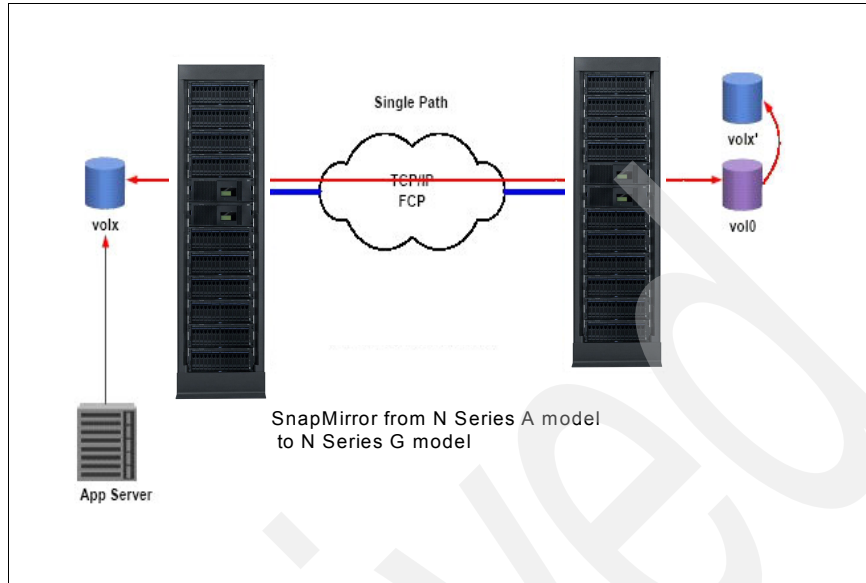 Single Path
TCP/IP
FCP
volx
volx'
vol0
App Server
SnapMirror from N Series A model
to N Series G model